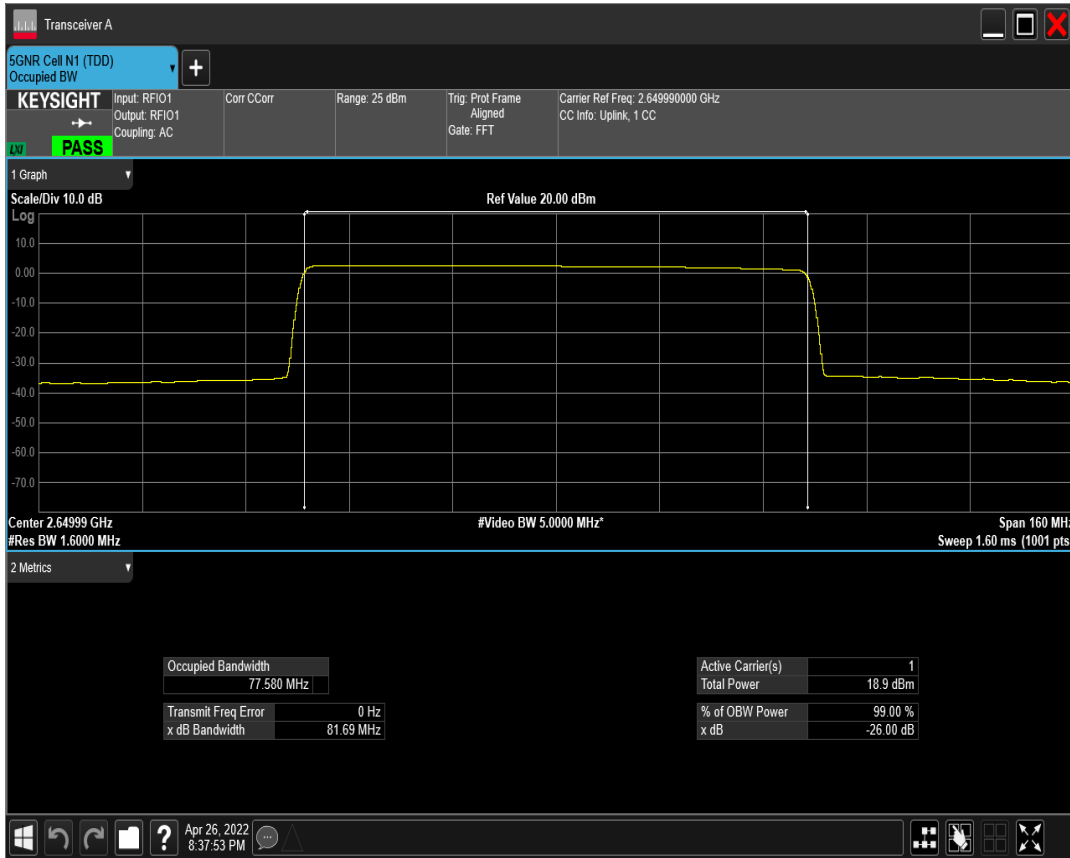 Transceiver A
5GNR Cell N1 (TDD)
Occupied BW
KEYSIGHT
LXI
PASS
Input: RFIO1
Output: RFIO1
Coupling: AC
Corr CCorr
Range: 25 dBm
Trig: Prot Frame
Aligned
Gate: FFT
Carrier Ref Freq: 2.649990000 GHz
CC Info: Uplink, 1 CC
1 Graph
Scale/Div 10.0 dB
Ref Value 20.00 dBm
Log
10.0
0.00
-10.0
-20.0
-30.0
-40.0
-50.0
-60.0
-70.0
Center 2.64999 GHz
#Video BW 5.0000 MHz*
Span 160 MHz
#Res BW 1.6000 MHz
Sweep 1.60 ms (1001 pts
2 Metrics
Occupied Bandwidth
77.580 MHz
Transmit Freq Error 0 Hz
x dB Bandwidth 81.69 MHz
Active Carrier(s) 1
Total Power 18.9 dBm
% of OBW Power 99.00 %
x dB -26.00 dB
?
Apr 26, 2022
8:37:53 PM